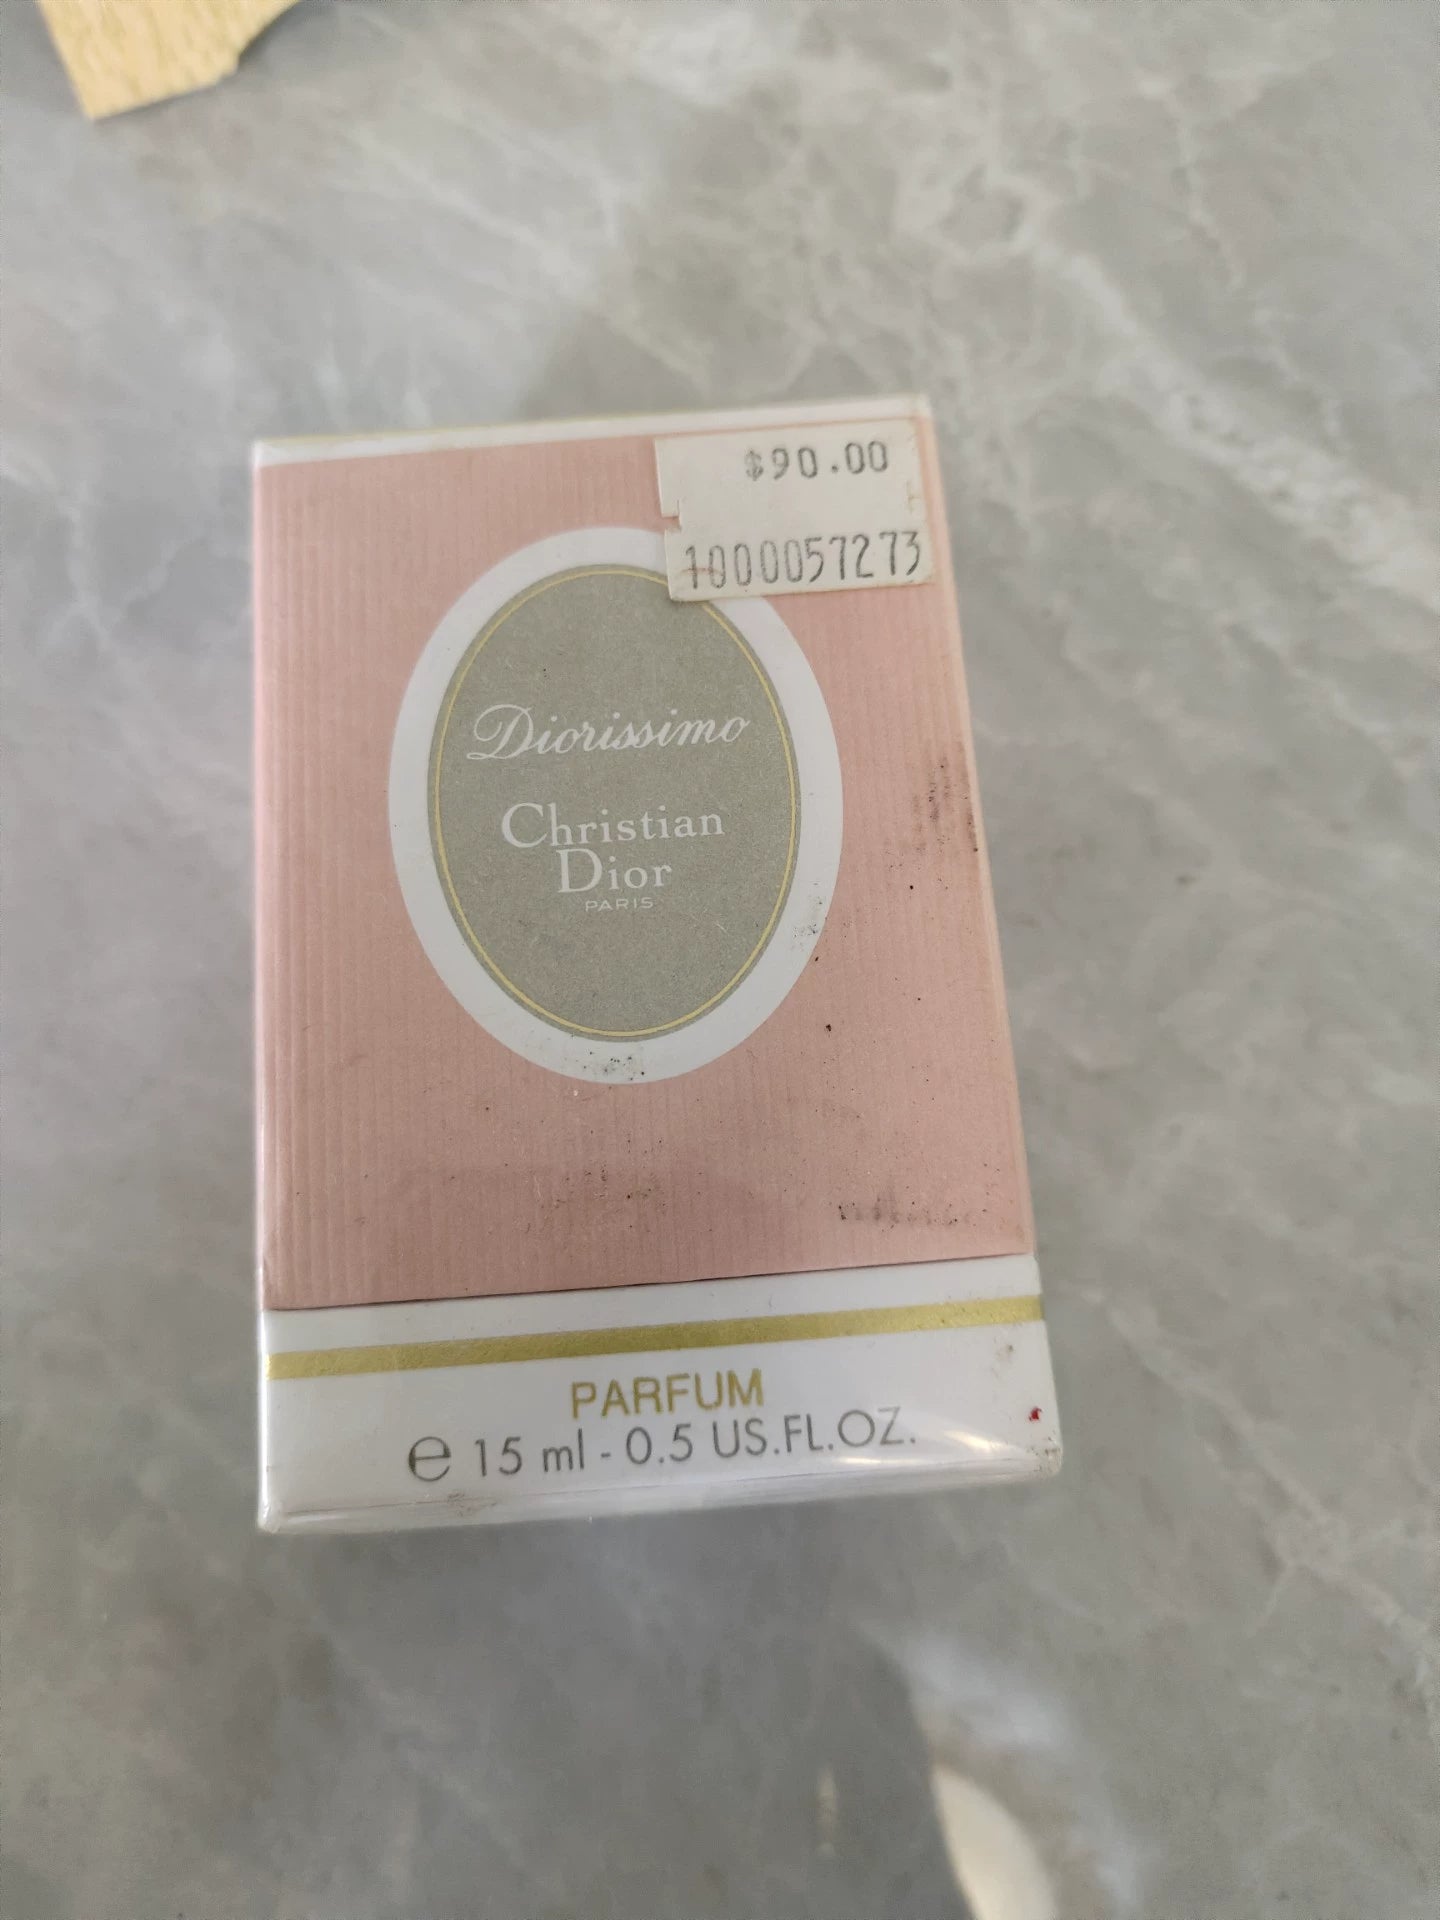 $90.00
1000057273
Diorissimo
Christian
Dior
PARIS
PARFUM
℮ 15 ml - 0.5 US.FL.OZ.